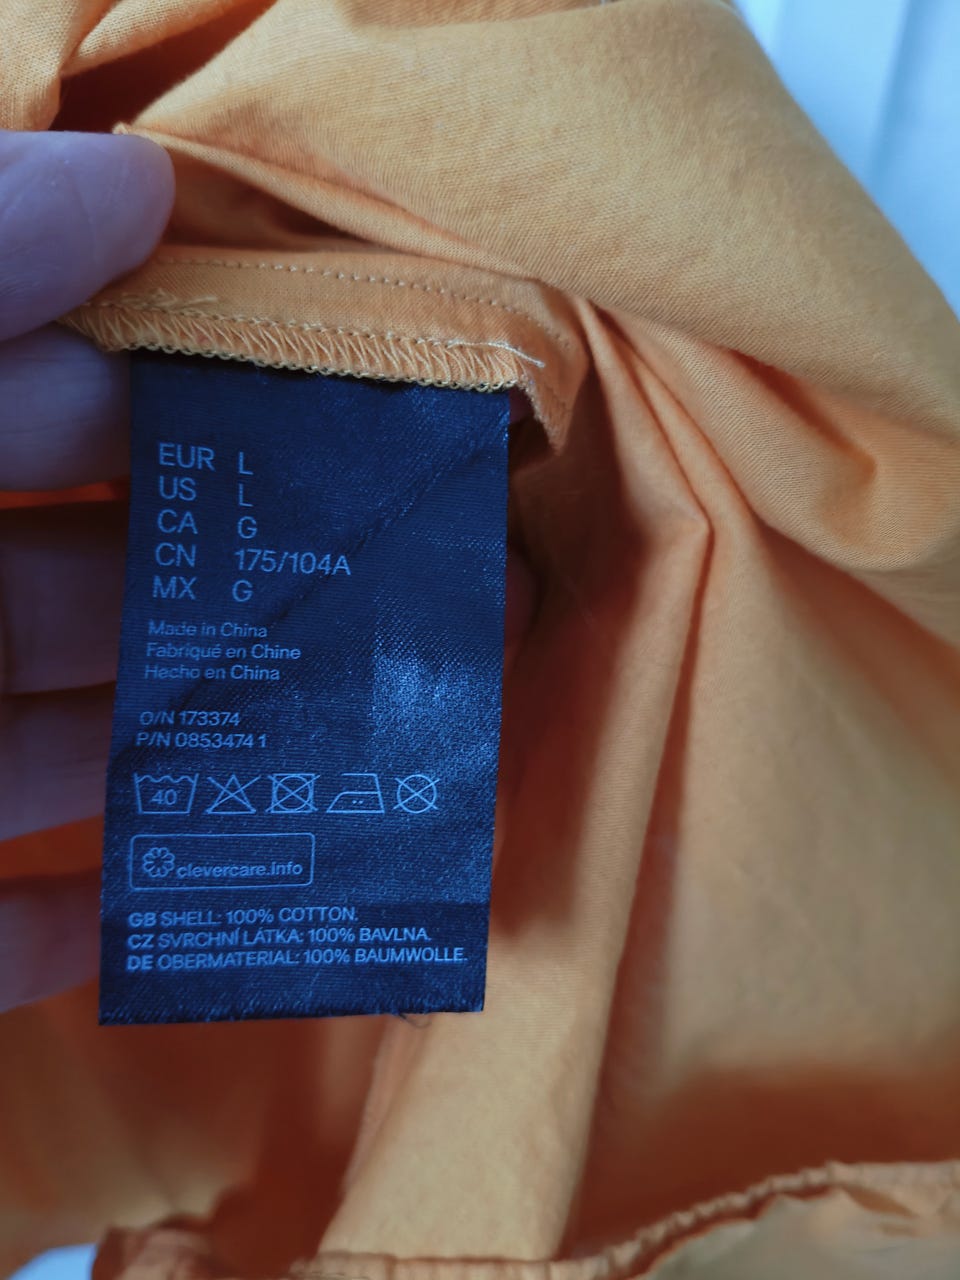 EUR L
US L
CA G
CN 175/104A
MX G
Made in China
Fabriqué en Chine
Hecho en China
O/N 173374
P/N 0853474 1
40
clevercare.info
GB SHELL: 100% COTTON.
CZ SVRCHNÍ LÁTKA: 100% BAVLNA.
DE OBERMATERIAL: 100% BAUMWOLLE.